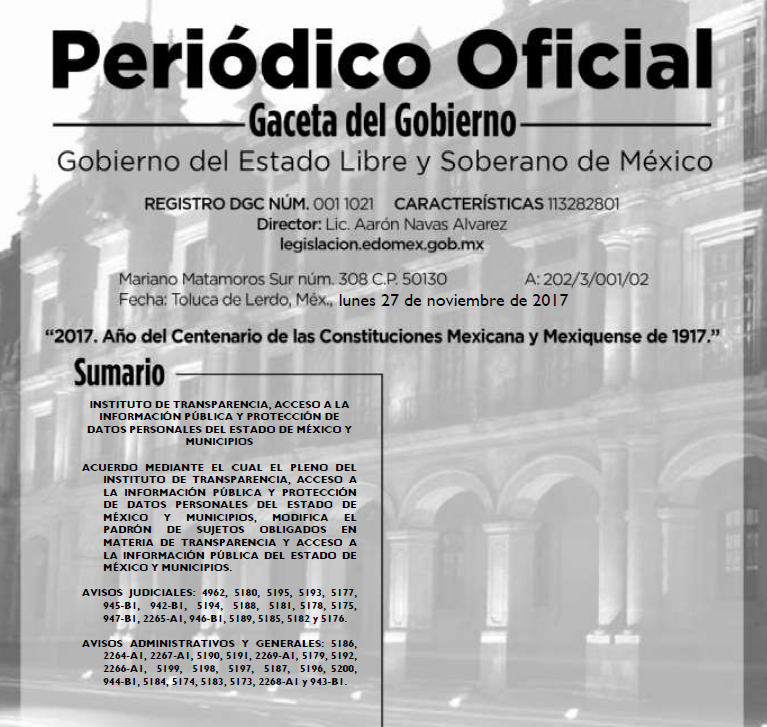 Periódico Oficial
Gaceta del Gobierno
Gobierno del Estado Libre y Soberano de México
REGISTRO DGC NÚM. 001 1021 CARACTERÍSTICAS 113282801
Director: Lic. Aarón Navas Alvarez
legislacion.edomex.gob.mx
Mariano Matamoros Sur núm. 308 C.P. 50130 A: 202/3/001/02
Fecha: Toluca de Lerdo, Méx., lunes 27 de noviembre de 2017
“2017. Año del Centenario de las Constituciones Mexicana y Mexiquense de 1917.”
Sumario
INSTITUTO DE TRANSPARENCIA, ACCESO A LA
INFORMACIÓN PÚBLICA Y PROTECCIÓN DE
DATOS PERSONALES DEL ESTADO DE MÉXICO Y
MUNICIPIOS
ACUERDO MEDIANTE EL CUAL EL PLENO DEL
INSTITUTO DE TRANSPARENCIA, ACCESO A
LA INFORMACIÓN PÚBLICA Y PROTECCIÓN
DE DATOS PERSONALES DEL ESTADO DE
MÉXICO Y MUNICIPIOS, MODIFICA EL
PADRÓN DE SUJETOS OBLIGADOS EN
MATERIA DE TRANSPARENCIA Y ACCESO A
LA INFORMACIÓN PÚBLICA DEL ESTADO DE
MÉXICO Y MUNICIPIOS.
AVISOS JUDICIALES: 4962, 5180, 5195, 5193, 5177,
945-B1, 942-B1, 5194, 5188, 5181, 5178, 5175,
947-B1, 2265-A1, 946-B1, 5189, 5185, 5182 y 5176.
AVISOS ADMINISTRATIVOS Y GENERALES: 5186,
2264-A1, 2267-A1, 5190, 5191, 2269-A1, 5179, 5192,
2266-A1, 5199, 5198, 5197, 5187, 5196, 5200,
944-B1, 5184, 5174, 5183, 5173, 2268-A1 y 943-B1.